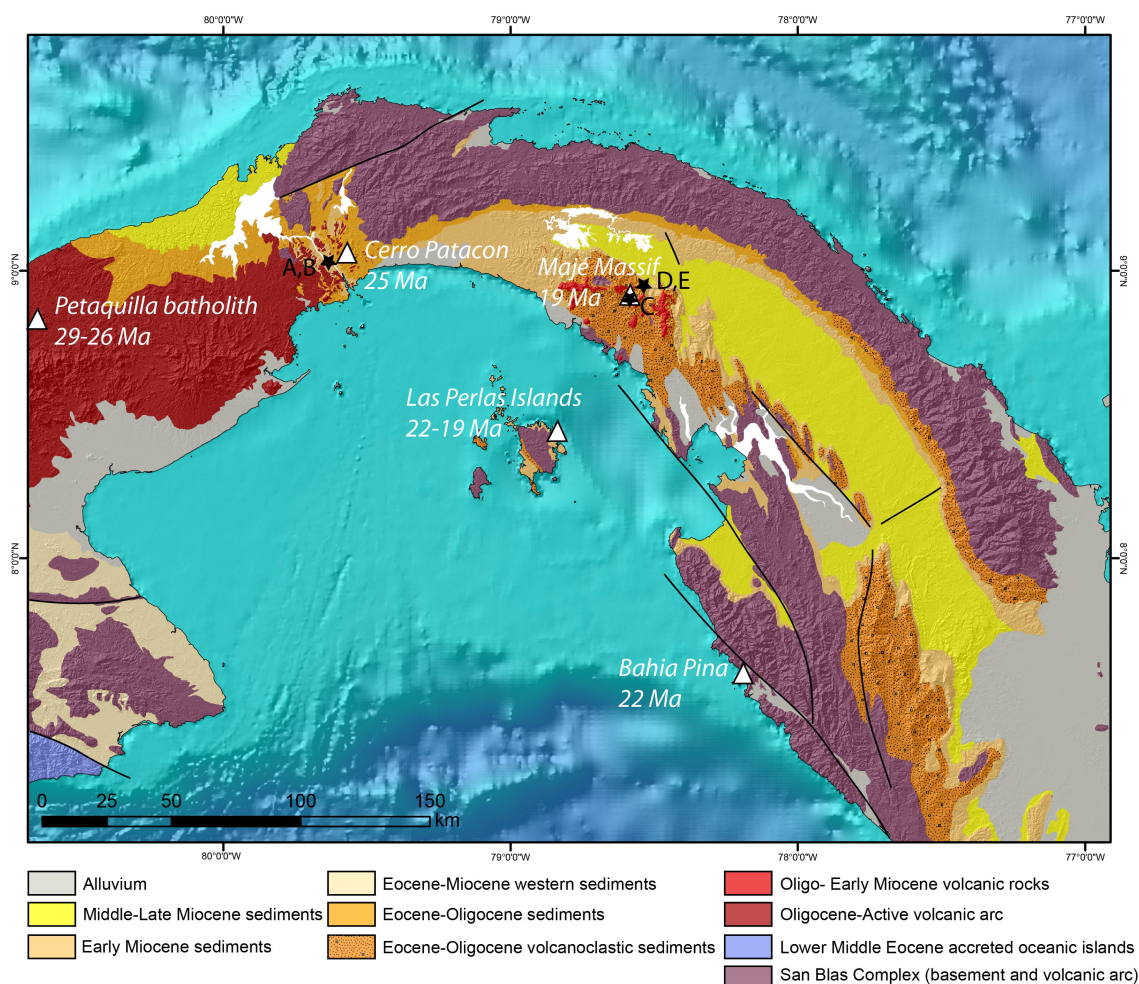 80°0'0"W
79°0'0"W
78°0'0"W
77°0'0"W
9°0'0"N
9°0'0"N
8°0'0"N
8°0'0"N
A,B
Cerro Patacon
25 Ma
Majé Massif
19 Ma
D,E
C
Petaquilla batholith
29-26 Ma
Las Perlas Islands
22-19 Ma
Bahia Pina
22 Ma
0 25 50 100 150
km
80°0'0"W
79°0'0"W
78°0'0"W
77°0'0"W
Alluvium
Middle-Late Miocene sediments
Early Miocene sediments
Eocene-Miocene western sediments
Eocene-Oligocene sediments
Eocene-Oligocene volcanoclastic sediments
Oligo- Early Miocene volcanic rocks
Oligocene-Active volcanic arc
Lower Middle Eocene accreted oceanic islands
San Blas Complex (basement and volcanic arc)